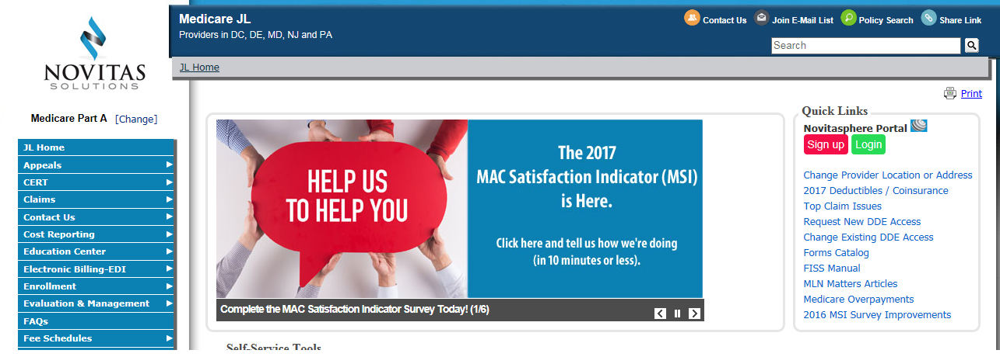 Medicare JL
Providers in DC, DE, MD, NJ and PA
Contact Us
Join E-Mail List
Policy Search
Share Link
Search
NOVITAS
SOLUTIONS
JL Home
Print
Medicare Part A [Change]
JL Home
Appeals
CERT
Claims
Contact Us
Cost Reporting
Education Center
Electronic Billing-EDI
Enrollment
Evaluation & Management
FAQs
Fee Schedules
HELP US
TO HELP YOU
The 2017
MAC Satisfaction Indicator (MSI)
is Here.
Click here and tell us how we're doing
(in 10 minutes or less).
Complete the MAC Satisfaction Indicator Survey Today! (1/6)
Quick Links
Novitasphere Portal
Sign up Login
Change Provider Location or Address
2017 Deductibles / Coinsurance
Top Claim Issues
Request New DDE Access
Change Existing DDE Access
Forms Catalog
FISS Manual
MLN Matters Articles
Medicare Overpayments
2016 MSI Survey Improvements
Self-Service Tools